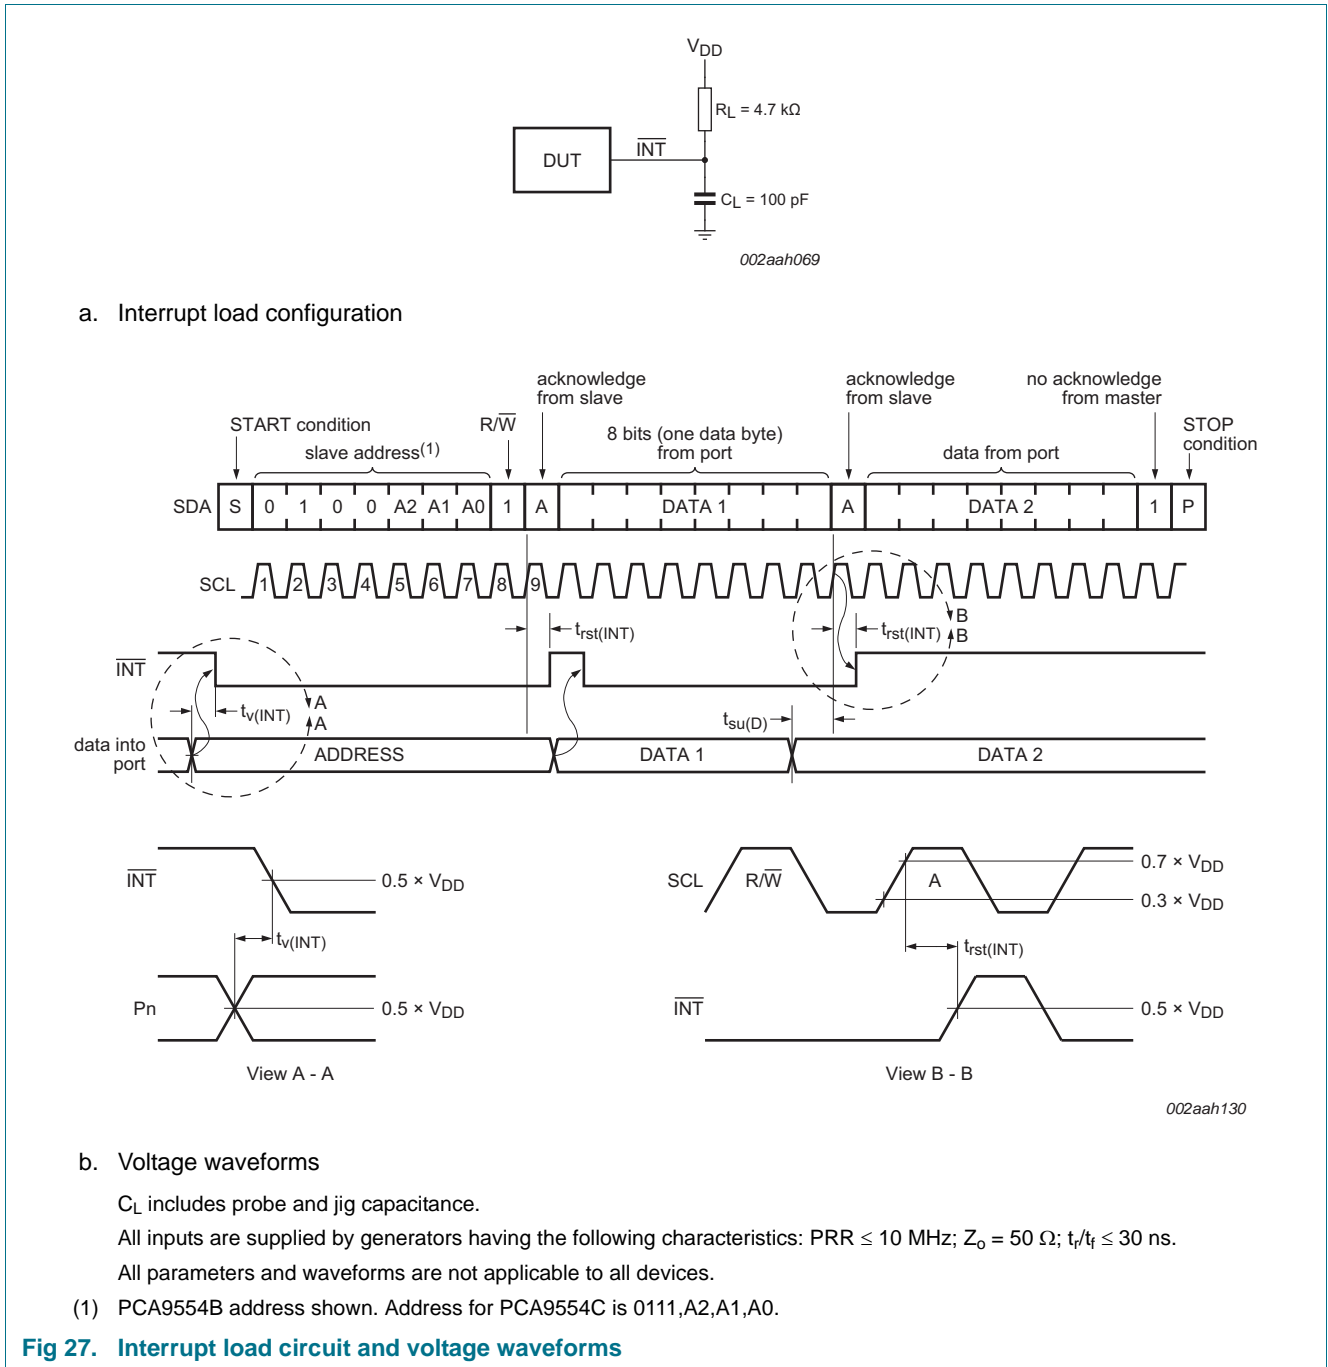 VDD
RL = 4.7 kΩ
DUT
INT
CL = 100 pF
002aah069
a. Interrupt load configuration
acknowledge
from slave
acknowledge
from slave
no acknowledge
from master
START condition
R/W
8 bits (one data byte)
from port
STOP
condition
slave address(1)
data from port
SDA S 0 1 0 0 A2 A1 A0 1 A DATA 1 A DATA 2 1 P
SCL 1 2 3 4 5 6 7 8 9
B
B
trst(INT)
trst(INT)
INT
A
A
tv(INT)
tsu(D)
data into
port
ADDRESS
DATA 1
DATA 2
INT
0.5 × VDD
SCL
R/W
A
0.7 × VDD
0.3 × VDD
tv(INT)
trst(INT)
Pn
0.5 × VDD
INT
0.5 × VDD
View A - A
View B - B
002aah130
b. Voltage waveforms
CL includes probe and jig capacitance.
All inputs are supplied by generators having the following characteristics: PRR ≤ 10 MHz; Zo = 50 Ω; tr/tf ≤ 30 ns.
All parameters and waveforms are not applicable to all devices.
(1) PCA9554B address shown. Address for PCA9554C is 0111,A2,A1,A0.
Fig 27. Interrupt load circuit and voltage waveforms